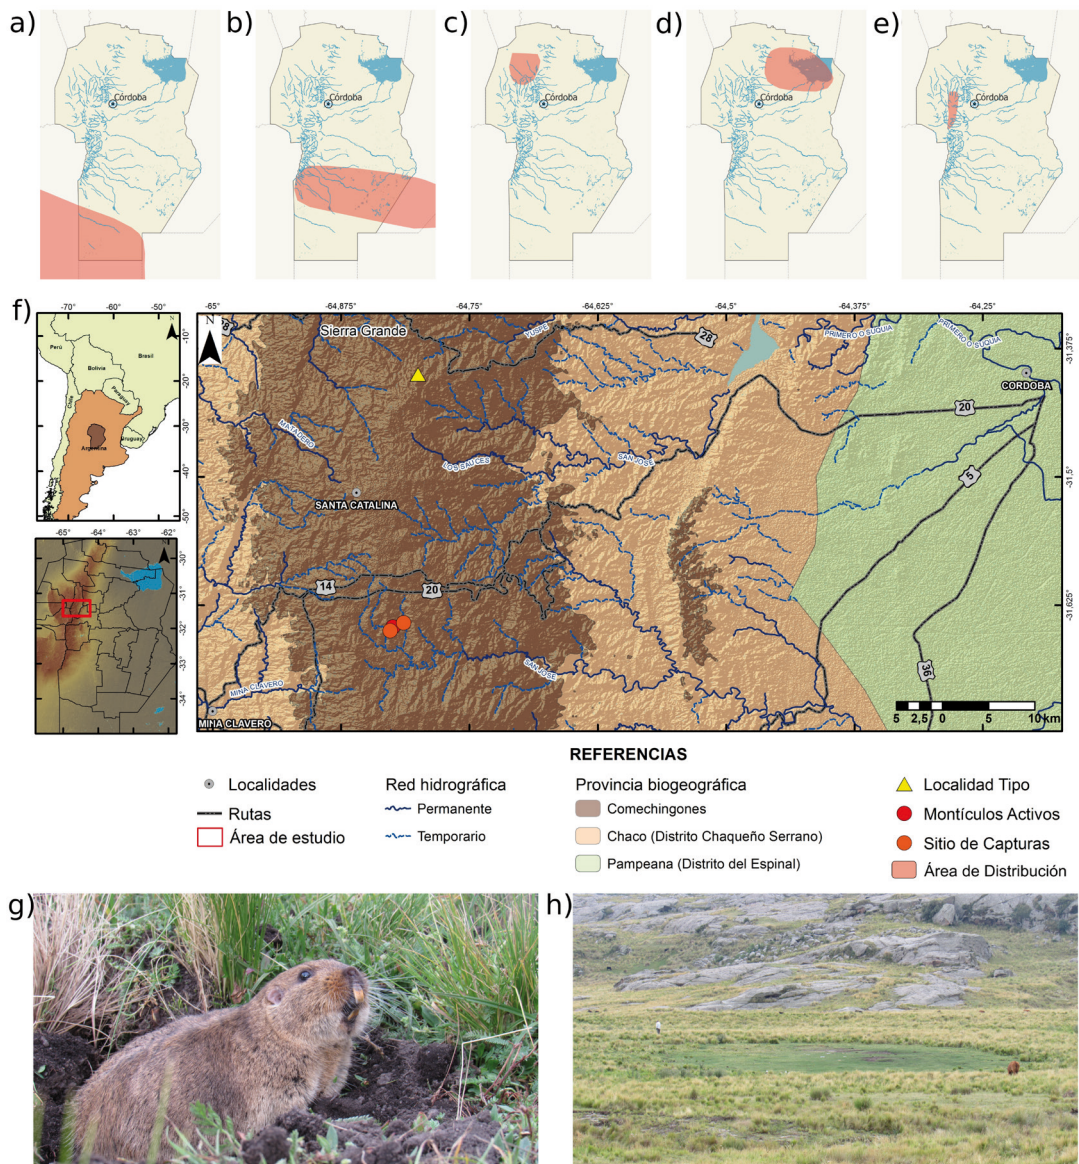 a)
b)
c)
d)
e)
Córdoba
Córdoba
Córdoba
Córdoba
Córdoba
f)
-70°
-60°
-50°
N
-10°
-20°
-30°
-40°
-50°
Perú
Brasil
Bolivia
Paraguay
Chile
Uruguay
Argentina
-65°
-64°
-63°
-62°
N
-30°
-31°
-32°
-33°
-34°
-65°
-64,875°
-64,75°
-64,625°
-64,5°
-64,375°
-64,25°
-31,375°
-31,5°
-31,625°
N
28
Sierra Grande
YUSPE
28
PRIMERO O SUQUIA
PRIMERO O SUQUIA
CORDOBA
20
MATADERO
LOS BAUCES
SAN JOSE
5
SANTA CATALINA
14
20
SAN JOSE
MINA CLAVERO
MINA CLAVERO
36
5 2,5 0 5 10 km
REFERENCIAS
Localidades
Rutas
Área de estudio
Red hidrográfica
Permanente
Temporario
Provincia biogeográfica
Comechingones
Chaco (Distrito Chaqueño Serrano)
Pampeana (Distrito del Espinal)
Localidad Tipo
Montículos Activos
Sitio de Capturas
Área de Distribución
g)
h)